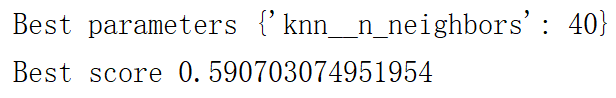 Best parameters {'knn__n_neighbors': 40}
Best score 0.590703074951954